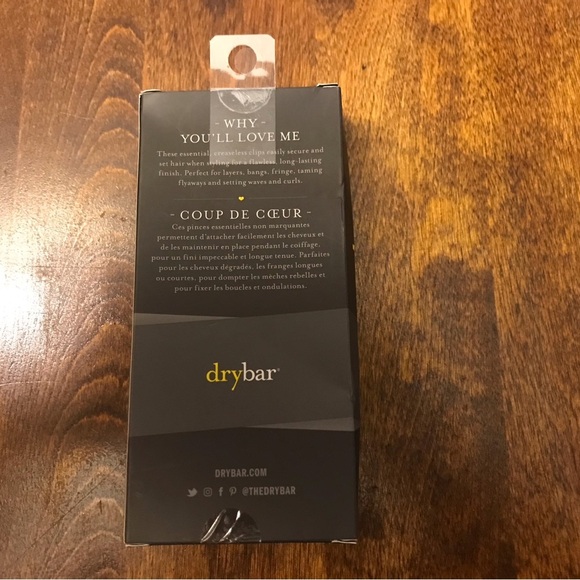 - WHY -
YOU'LL LOVE ME
These essential, creaseless clips easily secure and
set hair when styling for a flawless, long-lasting
finish. Perfect for layers, bangs, fringe, taming
flyaways and setting waves and curls.
- COUP DE CŒUR -
Ces pinces essentielles non marquantes
permettent d'attacher facilement les cheveux et
de les maintenir en place pendant le coiffage,
pour un fini impeccable et longue tenue. Parfaites
pour les cheveux dégradés, les franges longues
ou courtes, pour dompter les mèches rebelles et
pour fixer les boucles et ondulations.
drybar®
DRYBAR.COM
@THEDRYBAR